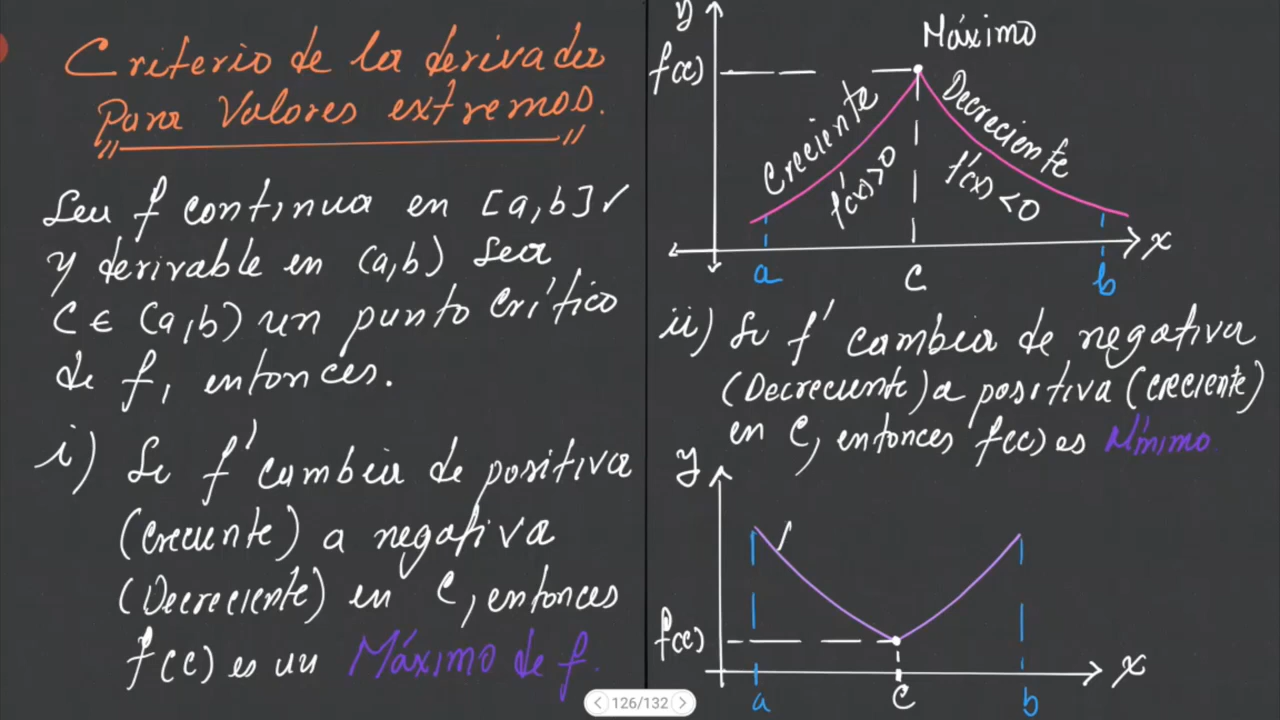 Criterio de la derivada
Para Valores extremos.
Sea f continua en [a,b] ✓
y derivable en (a,b) Sea
C ∈ (a,b) un punto crítico
de f, entonces.
i) Si f' cambia de positiva
(creciente) a negativa
(Decreciente) en C, entonces
f(c) es un Máximo de f.
y
Máximo
f(c)
Creciente
f'(x)>0
Decreciente
f'(x)<0
x
a
c
b
ii) Si f' cambia de negativa
(Decreciente) a positiva (creciente)
en C, entonces f(c) es Mínimo
y
f(c)
x
a
c
b
126/132